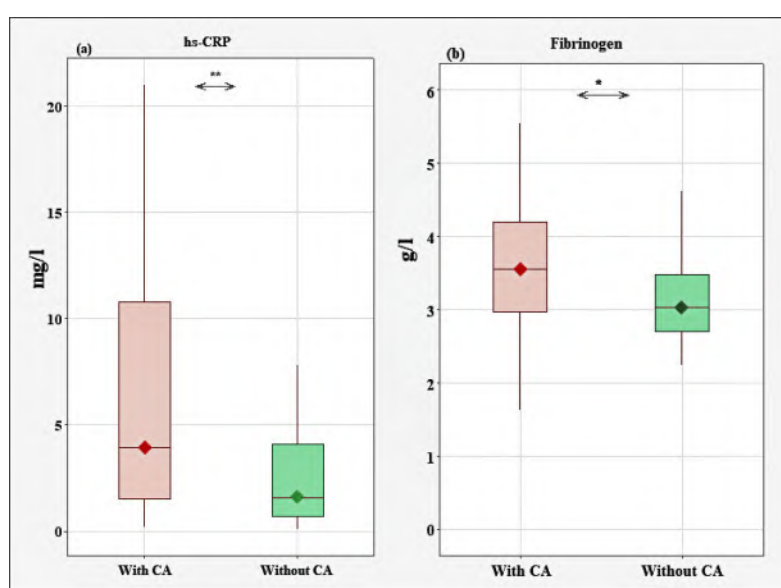 (a)
hs-CRP
**
20
15
10
5
0
mg/l
With CA
Without CA
(b)
Fibrinogen
*
6
5
4
3
2
1
0
g/l
With CA
Without CA